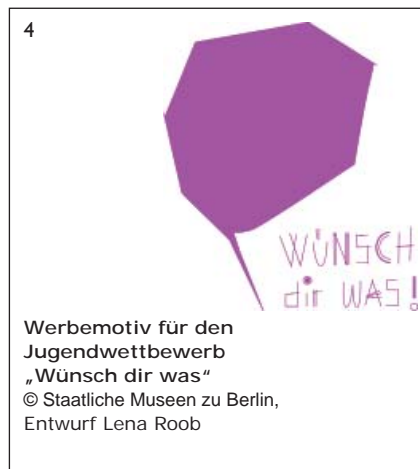 4
WÜNSCH
dir WAS!
Werbemotiv für den
Jugendwettbewerb
„Wünsch dir was“
© Staatliche Museen zu Berlin,
Entwurf Lena Roob